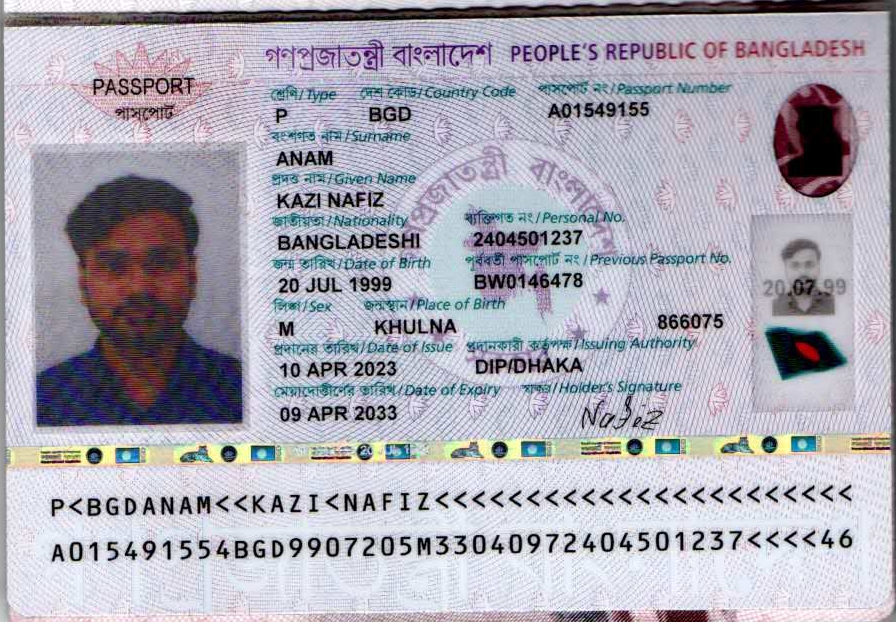 গণপ্রজাতন্ত্রী বাংলাদেশ PEOPLE'S REPUBLIC OF BANGLADESH
PASSPORT
পাসপোর্ট
শ্রেণি/Type দেশ কোড/Country Code পাসপোর্ট নং/Passport Number
P BGD A01549155
বংশগত নাম/Surname
ANAM
প্রদত্ত নাম/Given Name
KAZI NAFIZ
জাতীয়তা/Nationality ব্যক্তিগত নং/Personal No.
BANGLADESHI 2404501237
জন্ম তারিখ/Date of Birth পূর্ববর্তী পাসপোর্ট নং/Previous Passport No.
20 JUL 1999 BW0146478
20.07.99
লিঙ্গ/Sex জন্মস্থান/Place of Birth
M KHULNA 866075
প্রদানের তারিখ/Date of Issue প্রদানকারী কর্তৃপক্ষ/Issuing Authority
10 APR 2023 DIP/DHAKA
মেয়াদোত্তীর্ণের তারিখ/Date of Expiry স্বাক্ষর/Holder's Signature
09 APR 2033 Nafiz
P<BGDANAM<<KAZI<NAFIZ<<<<<<<<<<<<<<<<<<<<<<<
A015491554BGD9907205M33040972404501237<<<<46